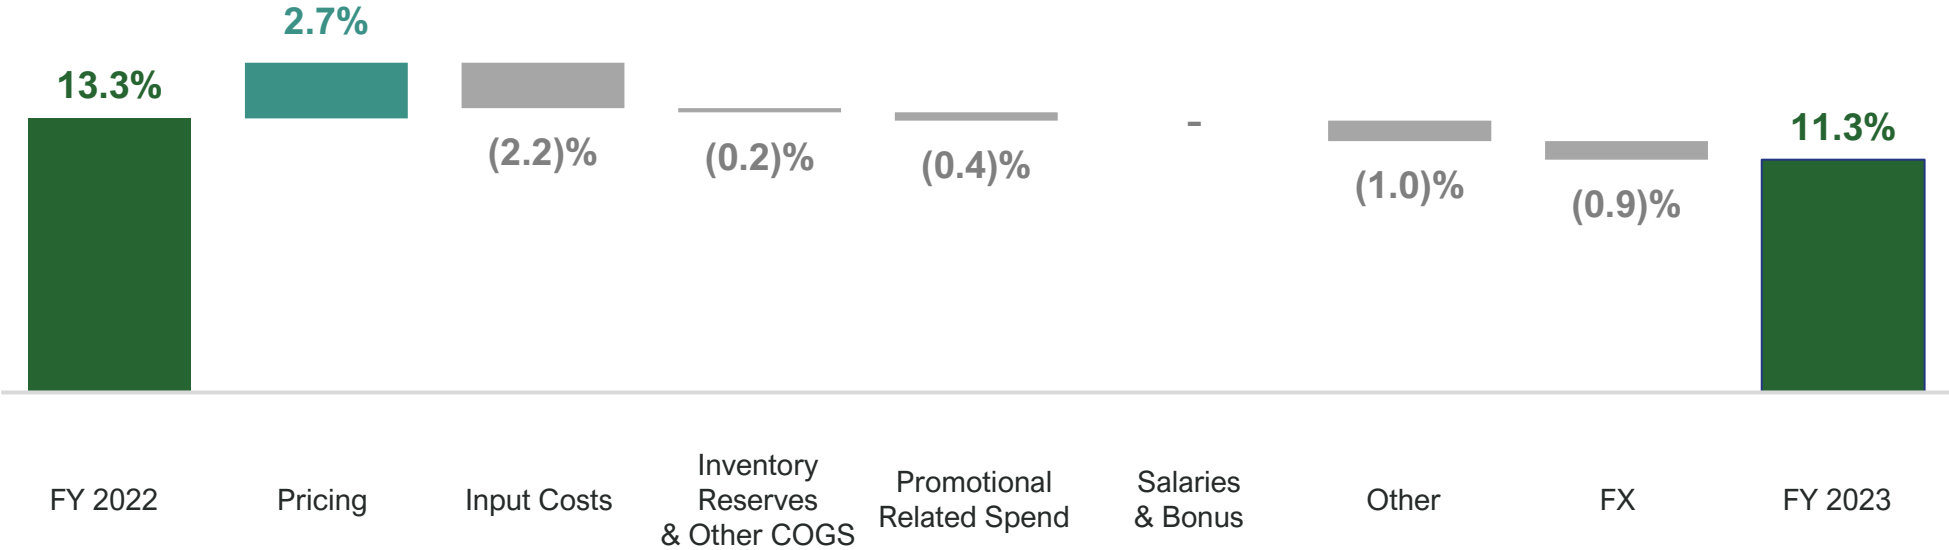 2.7%
13.3%
(2.2)%
(0.2)%
(0.4)%
-
(1.0)%
(0.9)%
11.3%
FY 2022
Pricing
Input Costs
Inventory
Reserves
& Other COGS
Promotional
Related Spend
Salaries
& Bonus
Other
FX
FY 2023